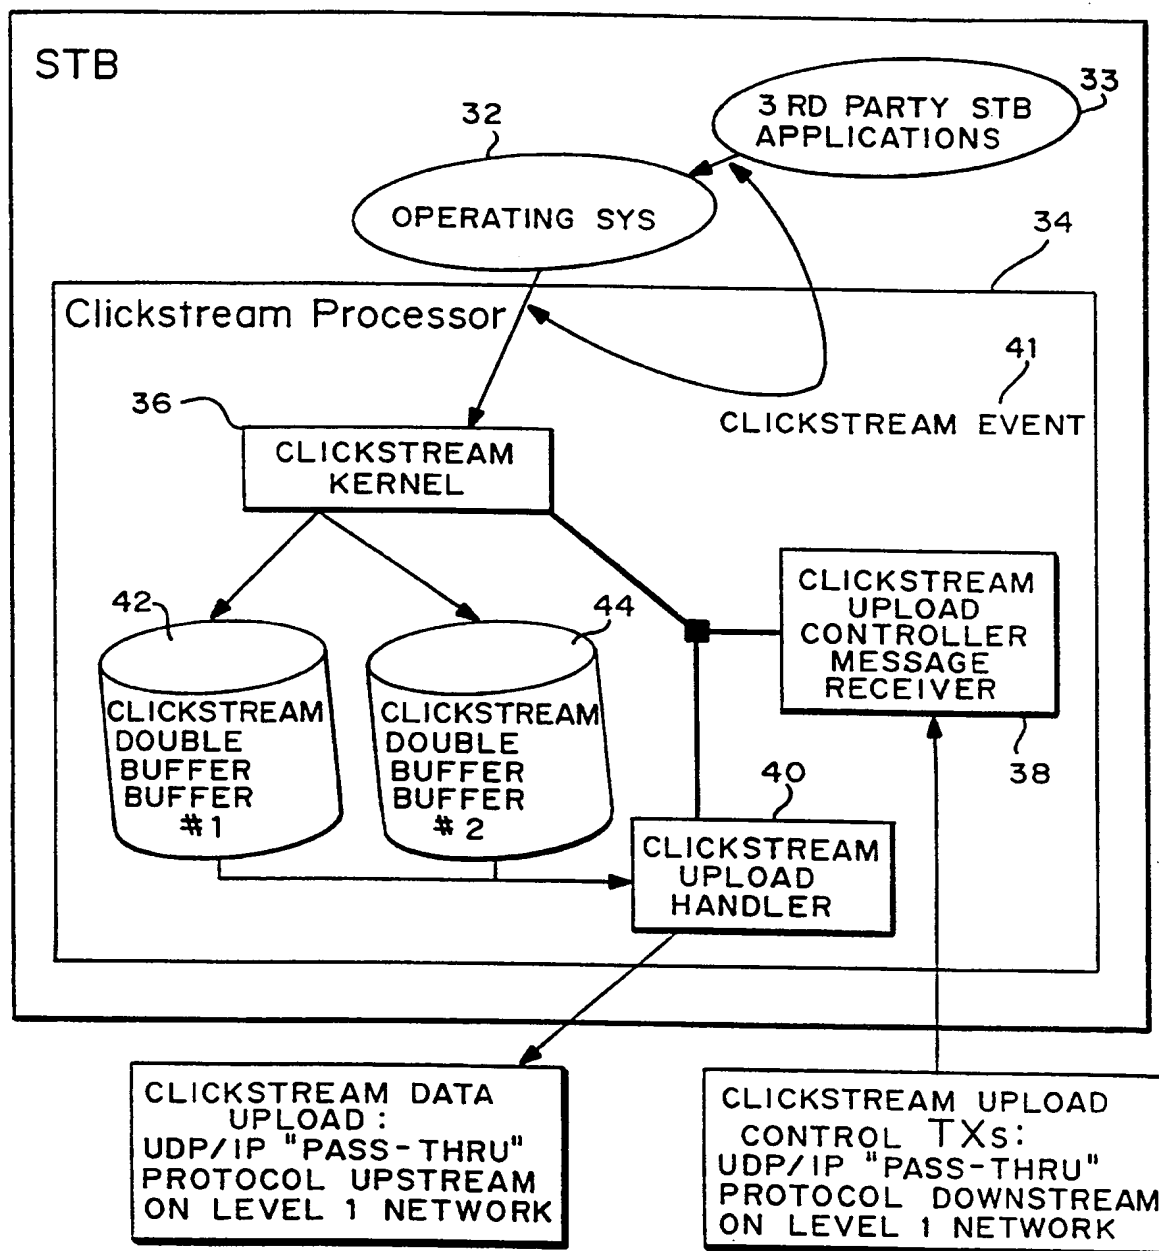 STB
33
3 RD PARTY STB
APPLICATIONS
32
OPERATING SYS
34
Clickstream Processor
41
CLICKSTREAM EVENT
36
CLICKSTREAM
KERNEL
42
44
CLICKSTREAM
UPLOAD
CONTROLLER
MESSAGE
RECEIVER
38
CLICKSTREAM
DOUBLE
BUFFER
BUFFER
#1
CLICKSTREAM
DOUBLE
BUFFER
BUFFER
#2
40
CLICKSTREAM
UPLOAD
HANDLER
CLICKSTREAM DATA
UPLOAD:
UDP/IP "PASS-THRU"
PROTOCOL UPSTREAM
ON LEVEL 1 NETWORK
CLICKSTREAM UPLOAD
CONTROL TXs:
UDP/IP "PASS-THRU"
PROTOCOL DOWNSTREAM
ON LEVEL 1 NETWORK